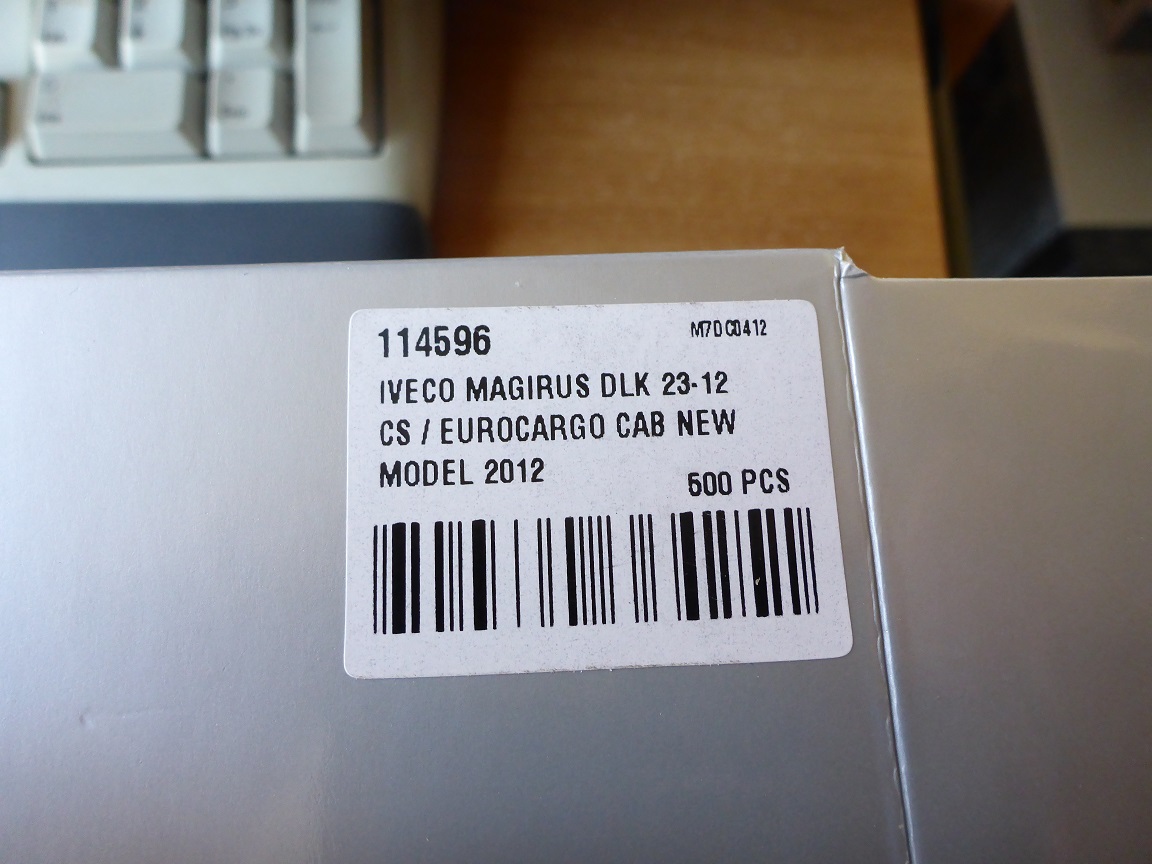 114596
M7DC0412
IVECO MAGIRUS DLK 23-12
CS / EUROCARGO CAB NEW
MODEL 2012
500 PCS